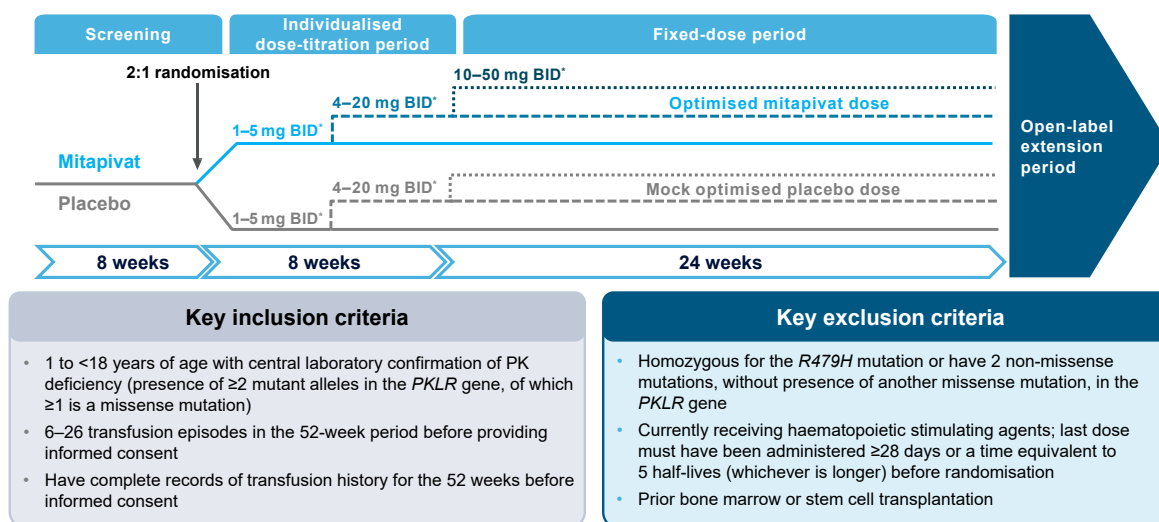 Screening
Individualised
dose-titration period
Fixed-dose period
2:1 randomisation
10–50 mg BID*
4–20 mg BID*
Optimised mitapivat dose
1–5 mg BID*
Open-label
extension
period
Mitapivat
Placebo
4–20 mg BID*
Mock optimised placebo dose
1–5 mg BID*
8 weeks
8 weeks
24 weeks
Key inclusion criteria
• 1 to <18 years of age with central laboratory confirmation of PK
deficiency (presence of ≥2 mutant alleles in the PKLR gene, of which
≥1 is a missense mutation)
• 6–26 transfusion episodes in the 52-week period before providing
informed consent
• Have complete records of transfusion history for the 52 weeks before
informed consent
Key exclusion criteria
• Homozygous for the R479H mutation or have 2 non-missense
mutations, without presence of another missense mutation, in the
PKLR gene
• Currently receiving haematopoietic stimulating agents; last dose
must have been administered ≥28 days or a time equivalent to
5 half-lives (whichever is longer) before randomisation
• Prior bone marrow or stem cell transplantation